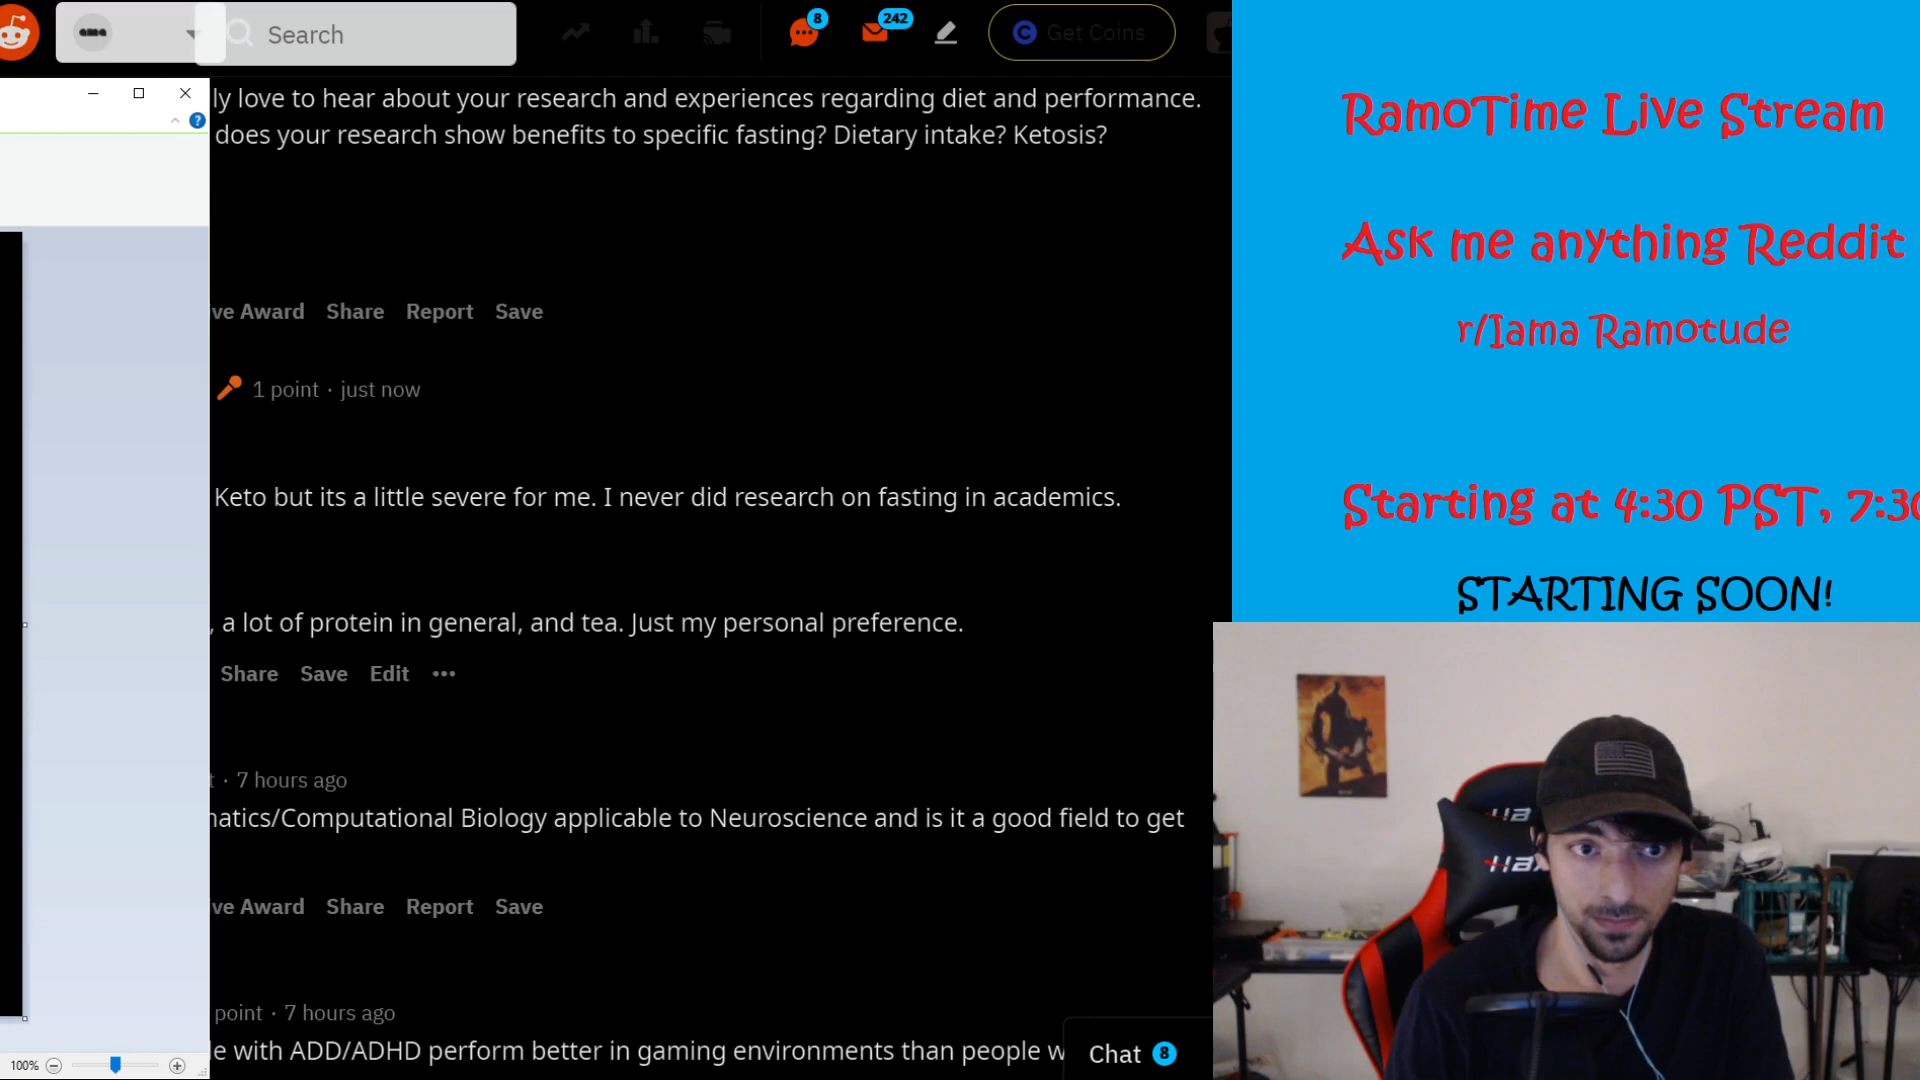 ama
Search
8
242
Get Coins
ly love to hear about your research and experiences regarding diet and performance.
does your research show benefits to specific fasting? Dietary intake? Ketosis?
ve Award Share Report Save
1 point · just now
Keto but its a little severe for me. I never did research on fasting in academics.
, a lot of protein in general, and tea. Just my personal preference.
Share Save Edit •••
t · 7 hours ago
natics/Computational Biology applicable to Neuroscience and is it a good field to get
ve Award Share Report Save
point · 7 hours ago
le with ADD/ADHD perform better in gaming environments than people w
Chat 8
100%
RamoTime Live Stream
Ask me anything Reddit
r/Iama Ramotude
Starting at 4:30 PST, 7:30
STARTING SOON!